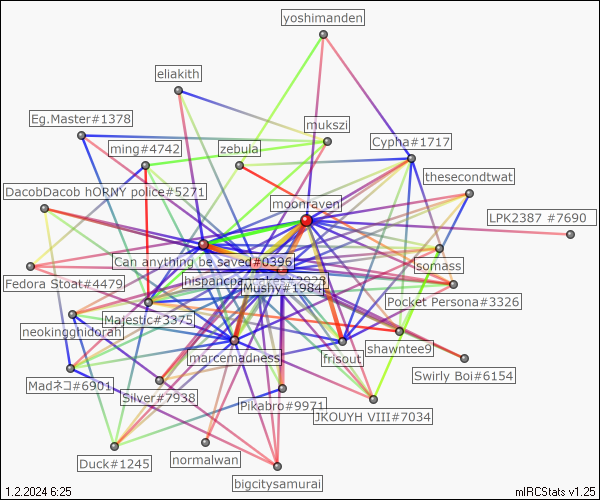 yoshimanden
eliakith
Eg.Master#1378
mukszi
ming#4742
zebula
Cypha#1717
thesecondtwat
DacobDacob hORNY police#5271
moonraven
LPK2387 #7690
Can anything be saved#0396
somass
Fedora Stoat#4479
Mushy#1984
Pocket Persona#3326
Majestic#3375
neokingghidorah
shawntee9
marcemadness
frisout
Swirly Boi#6154
Madネコ#6901
Silver#7938
Pikabro#9971
JKOUYH VIII#7034
Duck#1245
normalwan
bigcitysamurai
1.2.2024 6:25
mIRCStats v1.25